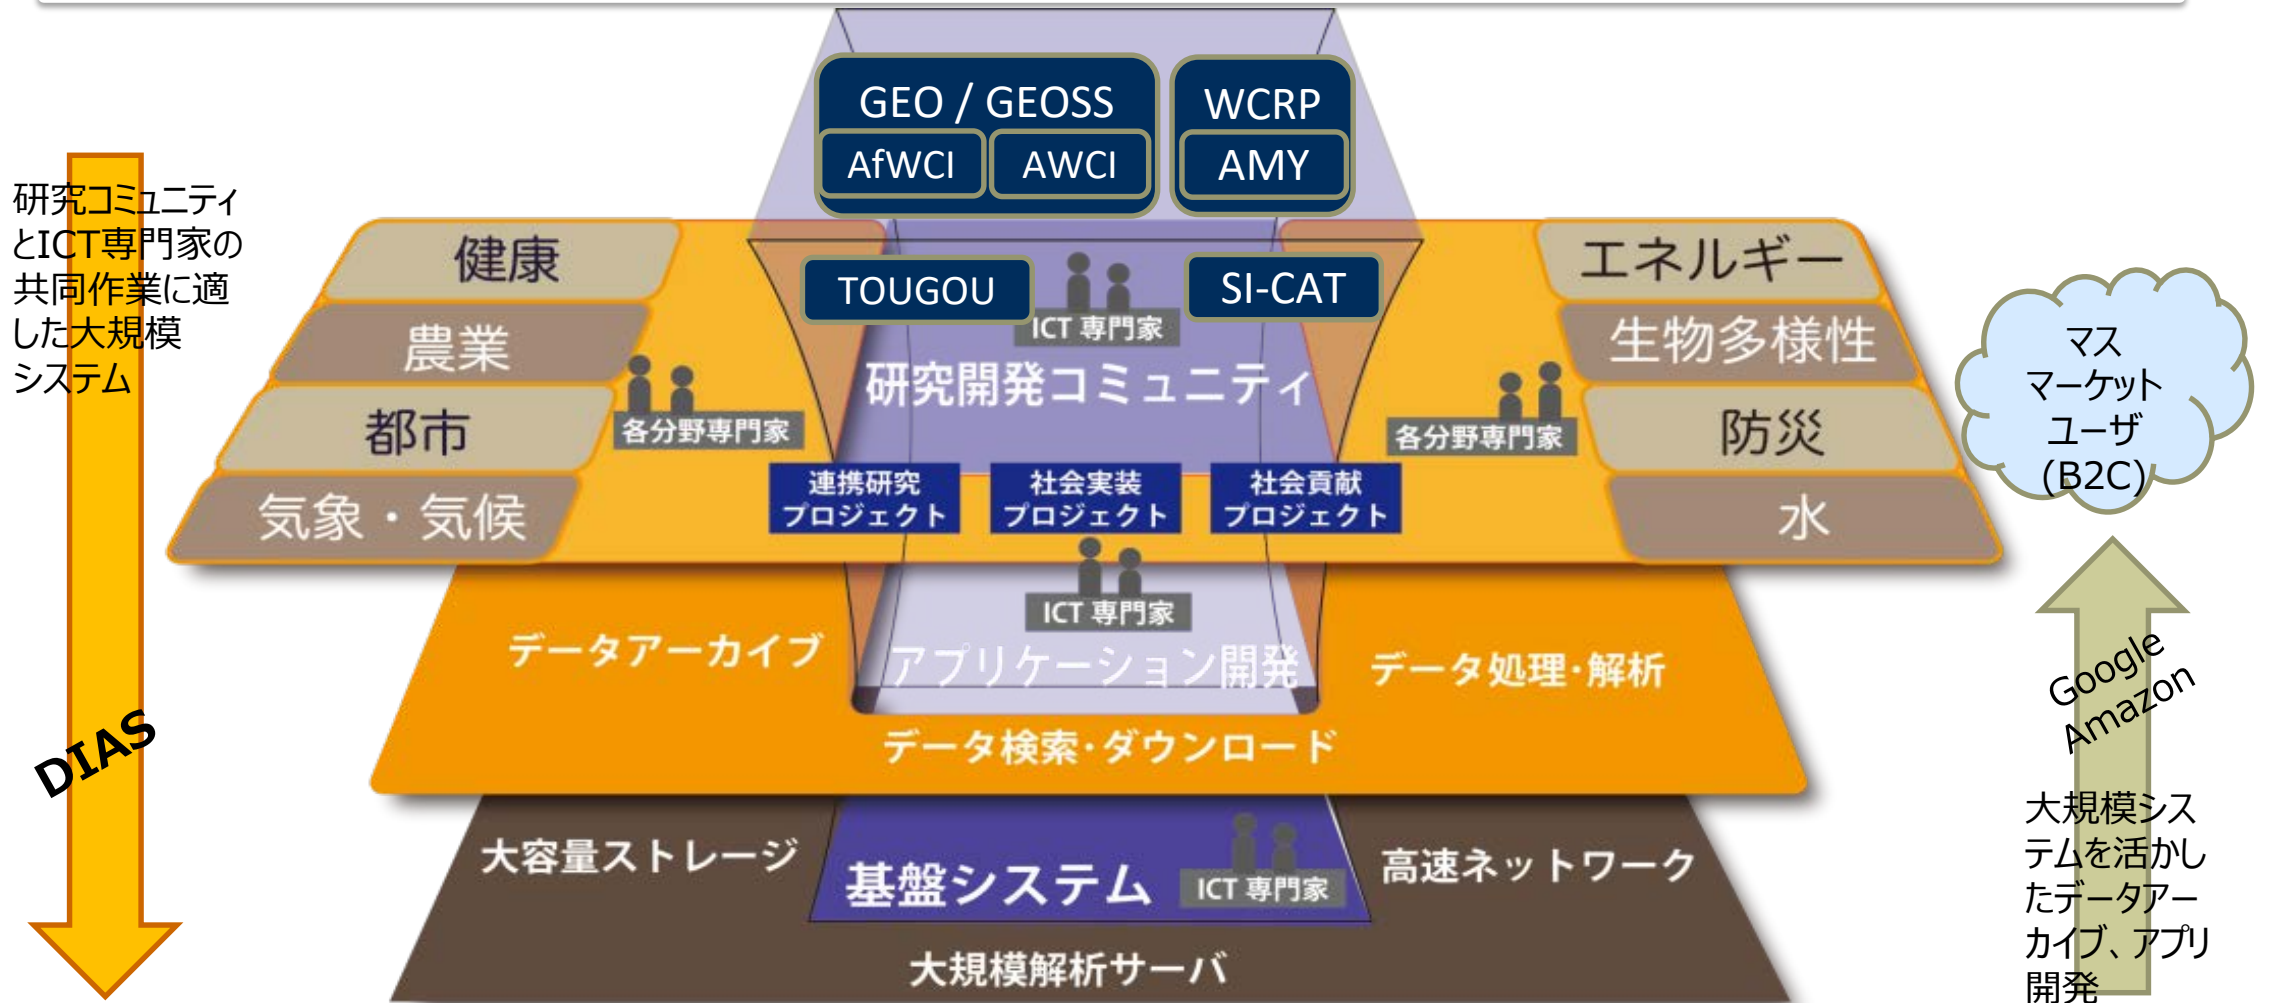 GEO / GEOSS
AfWCI
AWCI
WCRP
AMY
研究コミュニティ
とICT専門家の
共同作業に適
した大規模
システム
DIAS
健康
農業
都市
気象・気候
TOUGOU
SI-CAT
ICT 専門家
研究開発コミュニティ
各分野専門家
各分野専門家
連携研究
プロジェクト
社会実装
プロジェクト
社会貢献
プロジェクト
エネルギー
生物多様性
防災
水
マス
マーケット
ユーザ
(B2C)
ICT 専門家
アプリケーション開発
データアーカイブ
データ処理・解析
データ検索・ダウンロード
大容量ストレージ
基盤システム
ICT 専門家
高速ネットワーク
大規模解析サーバ
Google
Amazon
大規模シス
テムを活かし
たデータアー
カイブ、アプリ
開発